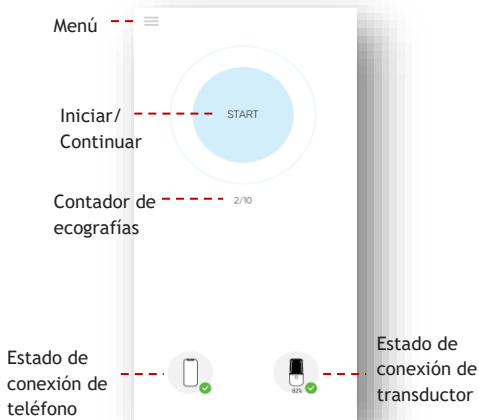 Menú
START
Iniciar/
Continuar
2/10
Contador de
ecografías
Estado de
conexión de
teléfono
82%
Estado de
conexión de
transductor